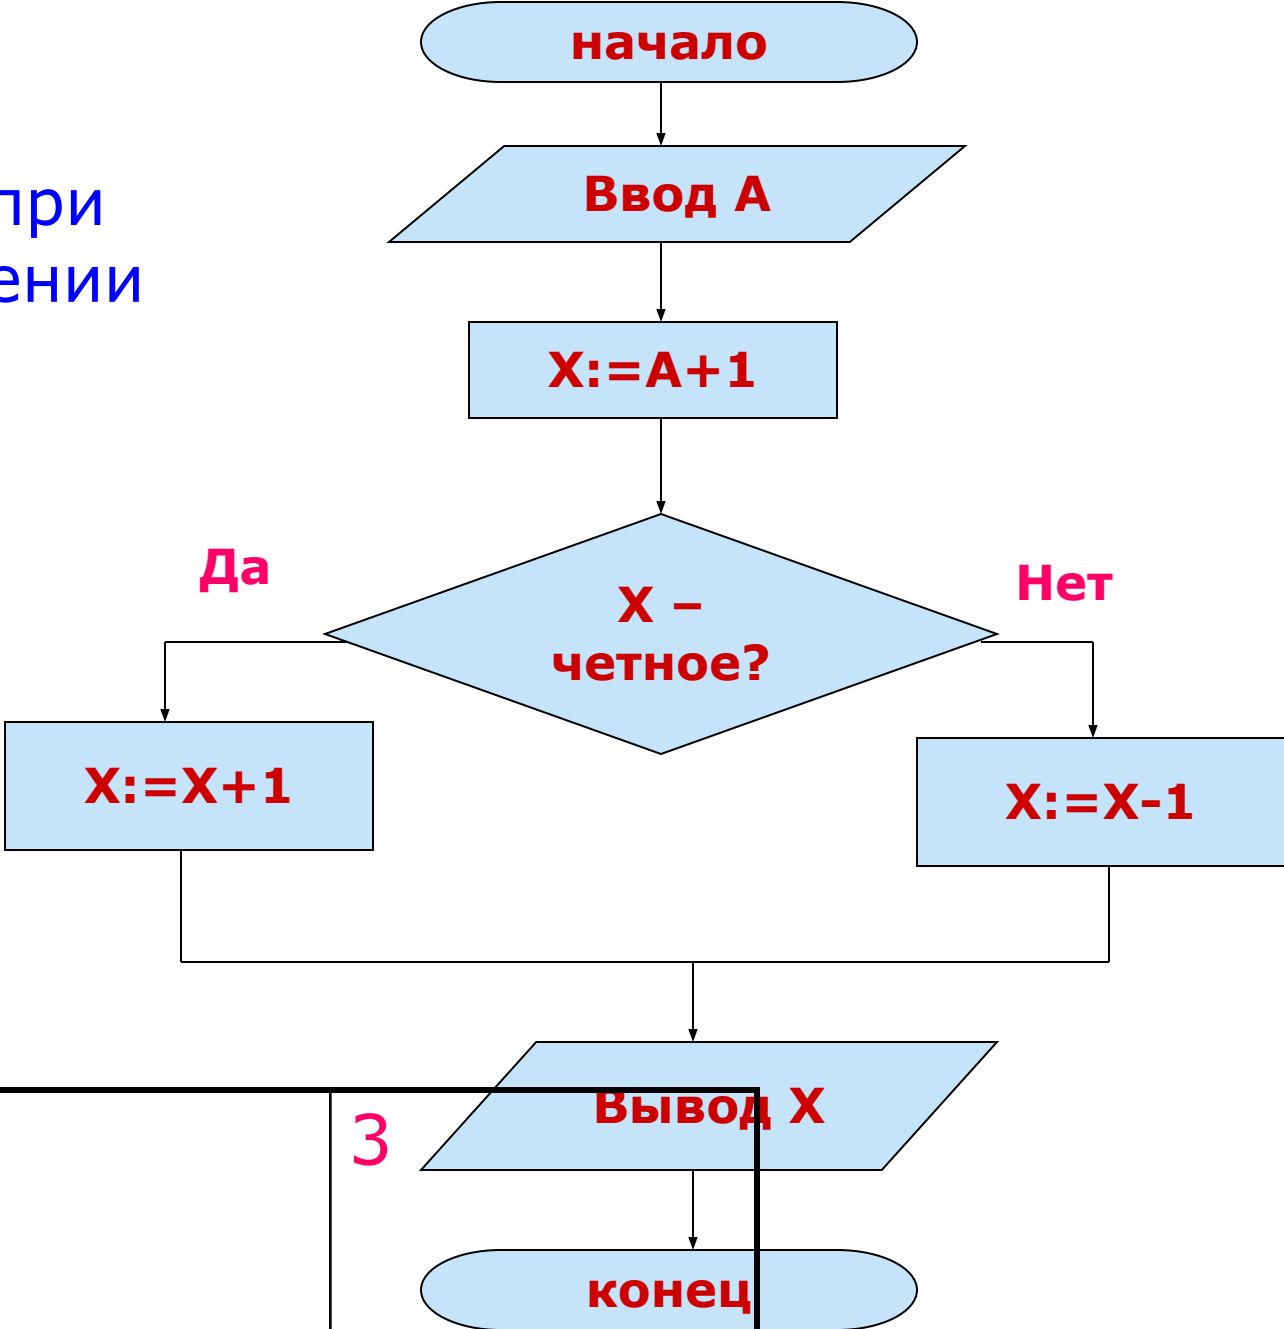 начало
Ввод А
при
ении
X:=A+1
Да
Нет
X –
четное?
X:=X+1
X:=X-1
Вывод X
3
конец